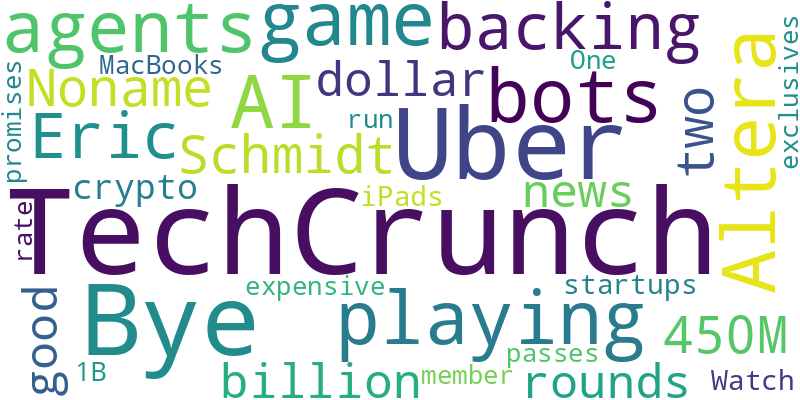 agents
game
backing
MacBooks
One
exclusives
promises
Noname
AI
dollar
bots
two
Altera
Eric
run
Uber
Schmidt
crypto
iPads
news
rate
TechCrunch
expensive
startups
good
Bye
playing
450M
passes
1B
billion
member
rounds
Watch